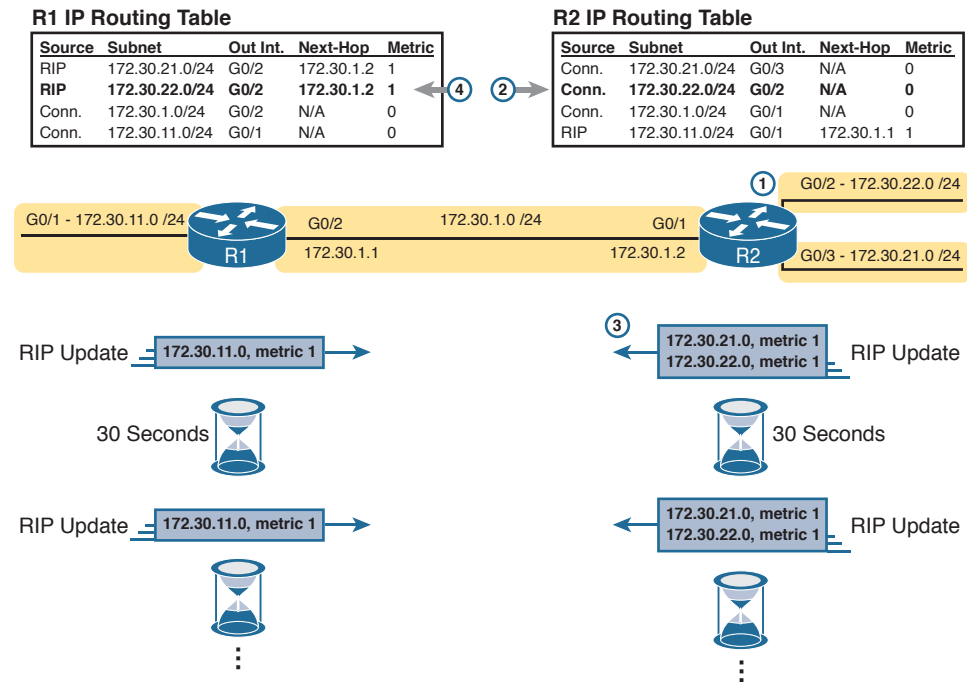 R1 IP Routing Table
Source Subnet Out Int. Next-Hop Metric
RIP 172.30.21.0/24 G0/2 172.30.1.2 1
RIP 172.30.22.0/24 G0/2 172.30.1.2 1
Conn. 172.30.1.0/24 G0/2 N/A 0
Conn. 172.30.11.0/24 G0/1 N/A 0
4
2
R2 IP Routing Table
Source Subnet Out Int. Next-Hop Metric
Conn. 172.30.21.0/24 G0/3 N/A 0
Conn. 172.30.22.0/24 G0/2 N/A 0
Conn. 172.30.1.0/24 G0/1 N/A 0
RIP 172.30.11.0/24 G0/1 172.30.1.1 1
1
G0/2 - 172.30.22.0 /24
G0/1 - 172.30.11.0 /24
G0/2
172.30.1.0 /24
G0/1
R1
172.30.1.1
172.30.1.2
R2
G0/3 - 172.30.21.0 /24
RIP Update
172.30.11.0, metric 1
3
172.30.21.0, metric 1
172.30.22.0, metric 1
RIP Update
30 Seconds
30 Seconds
RIP Update
172.30.11.0, metric 1
172.30.21.0, metric 1
172.30.22.0, metric 1
RIP Update